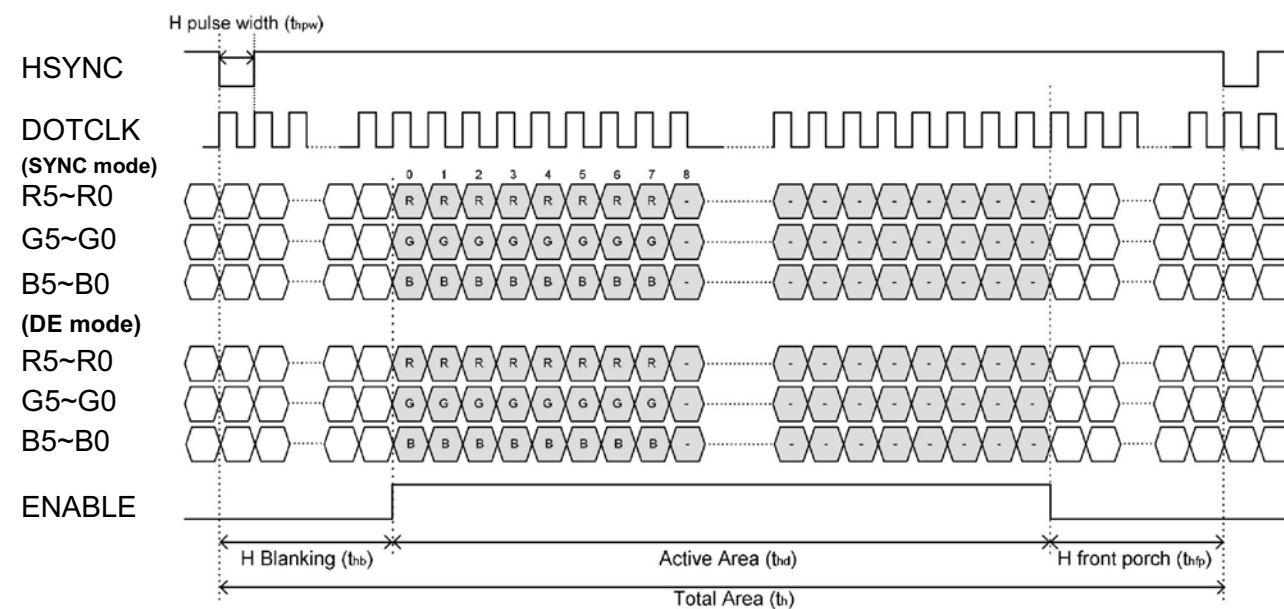 H pulse width (thpw)
HSYNC
DOTCLK
(SYNC mode)
0 1 2 3 4 5 6 7 8
R5~R0
R R R R R R R R - - - - - - - - -
G5~G0
G G G G G G G G - - - - - - - - -
B5~B0
B B B B B B B B - - - - - - - - -
(DE mode)
R5~R0
R R R R R R R R - - - - - - - - -
G5~G0
G G G G G G G G - - - - - - - - -
B5~B0
B B B B B B B B - - - - - - - - -
ENABLE
H Blanking (thb) Active Area (thd) H front porch (thfp)
Total Area (th)